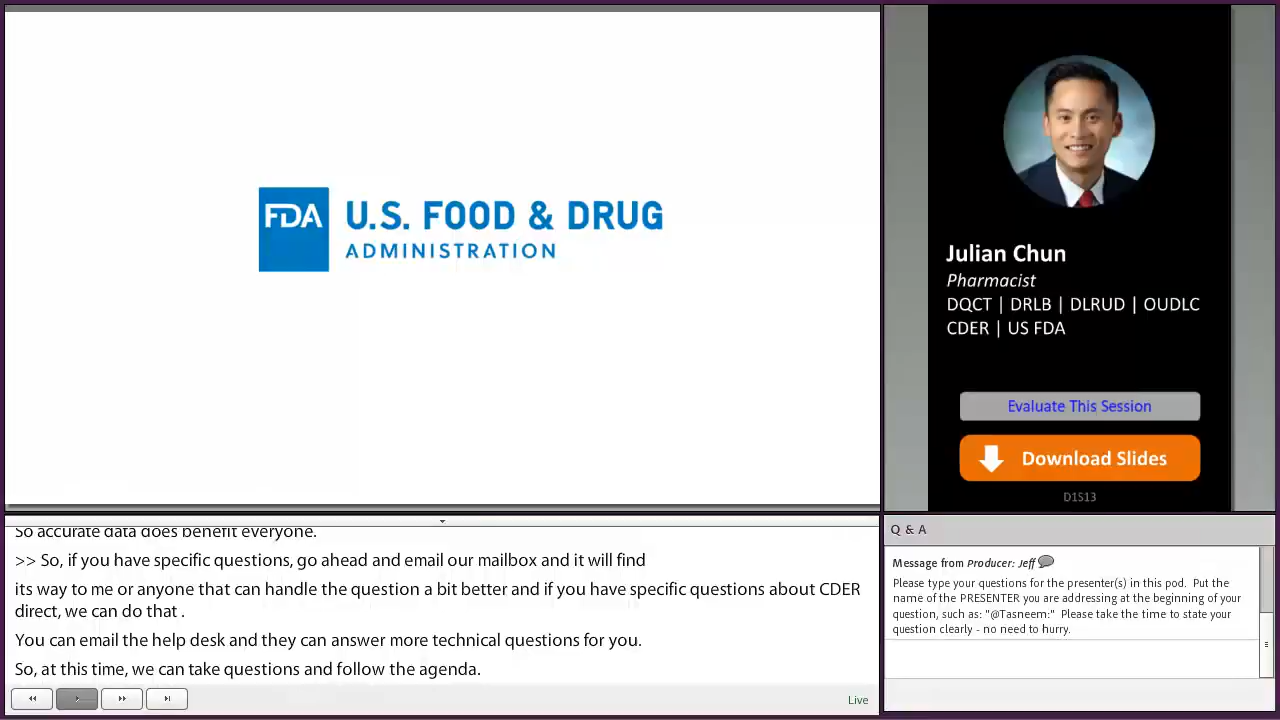 FDA
U.S. FOOD & DRUG
ADMINISTRATION
Julian Chun
Pharmacist
DQCT | DRLB | DLRUD | OUDLC
CDER | US FDA
Evaluate This Session
Download Slides
D1S13
So accurate data does benefit everyone.
>> So, if you have specific questions, go ahead and email our mailbox and it will find
its way to me or anyone that can handle the question a bit better and if you have specific questions about CDER
direct, we can do that .
You can email the help desk and they can answer more technical questions for you.
So, at this time, we can take questions and follow the agenda.
Live
Q & A
Message from Producer: Jeff
Please type your questions for the presenter(s) in this pod. Put the
name of the PRESENTER you are addressing at the beginning of your
question, such as: "@Tasneem:" Please take the time to state your
question clearly - no need to hurry.